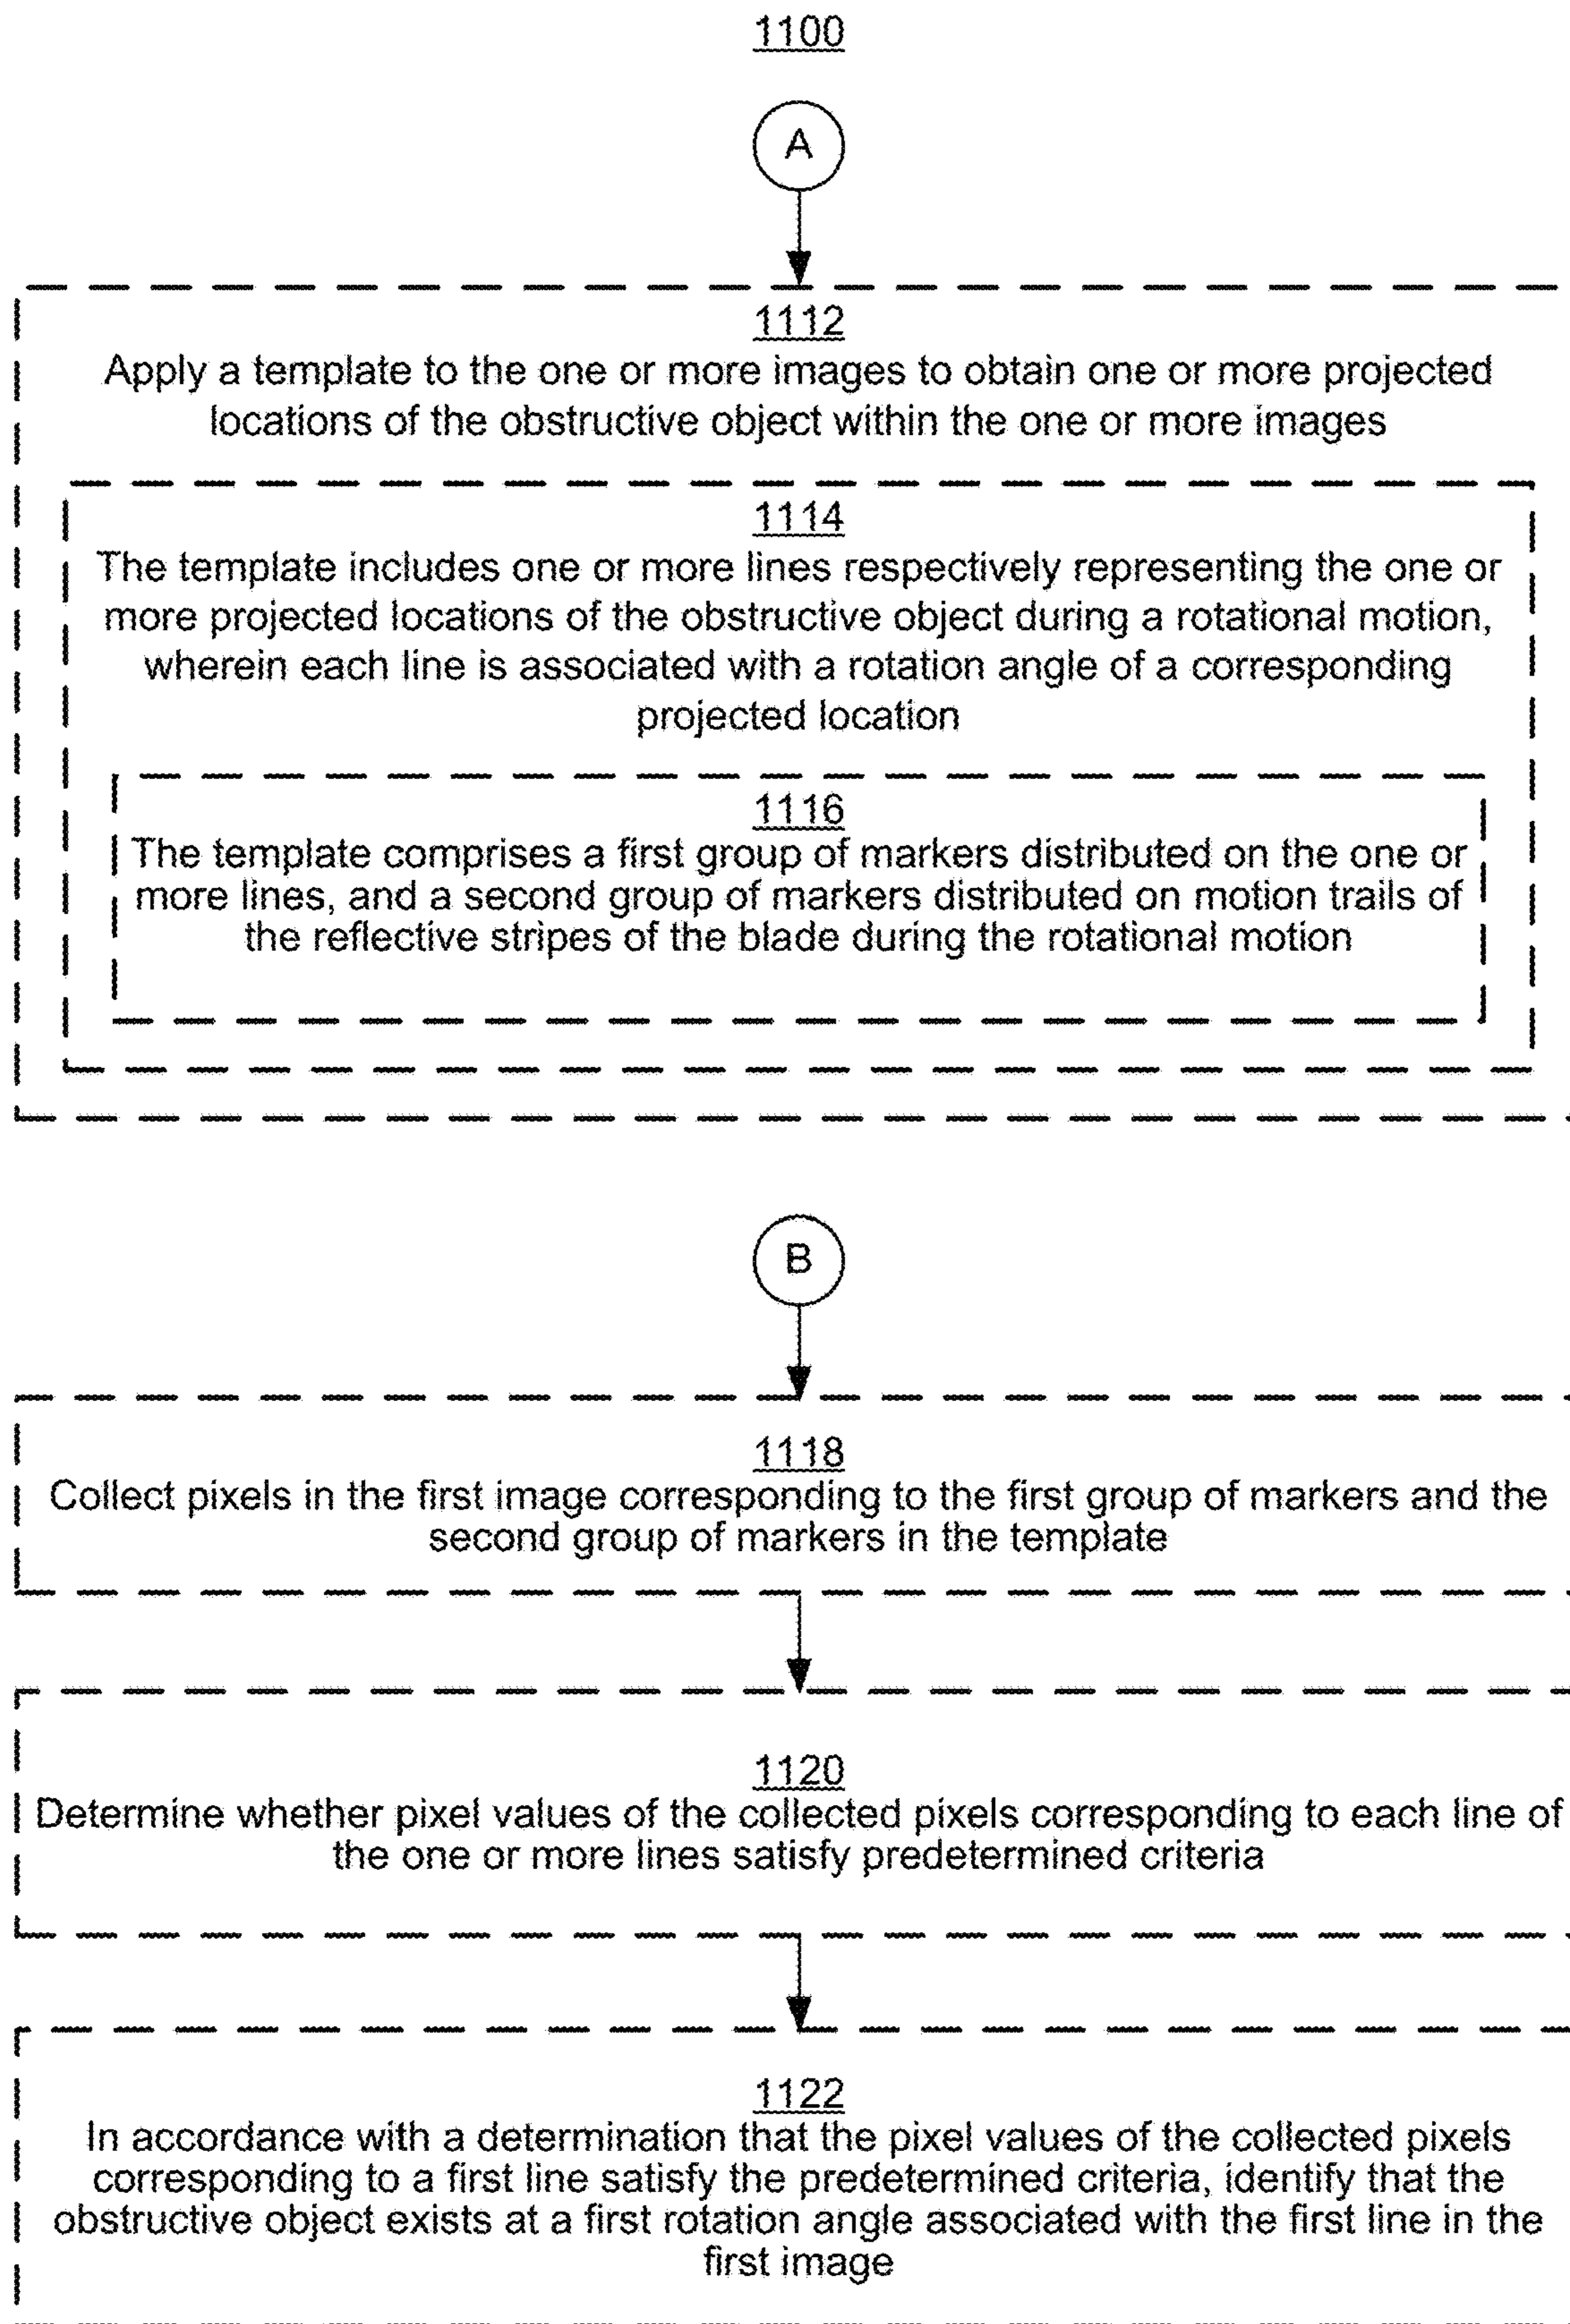 1100
A
1112
Apply a template to the one or more images to obtain one or more projected
locations of the obstructive object within the one or more images
1114
The template includes one or more lines respectively representing the one or
more projected locations of the obstructive object during a rotational motion,
wherein each line is associated with a rotation angle of a corresponding
projected location
1116
The template comprises a first group of markers distributed on the one or
more lines, and a second group of markers distributed on motion trails of
the reflective stripes of the blade during the rotational motion
B
1118
Collect pixels in the first image corresponding to the first group of markers and the
second group of markers in the template
1120
Determine whether pixel values of the collected pixels corresponding to each line of
the one or more lines satisfy predetermined criteria
1122
In accordance with a determination that the pixel values of the collected pixels
corresponding to a first line satisfy the predetermined criteria, identify that the
obstructive object exists at a first rotation angle associated with the first line in the
first image